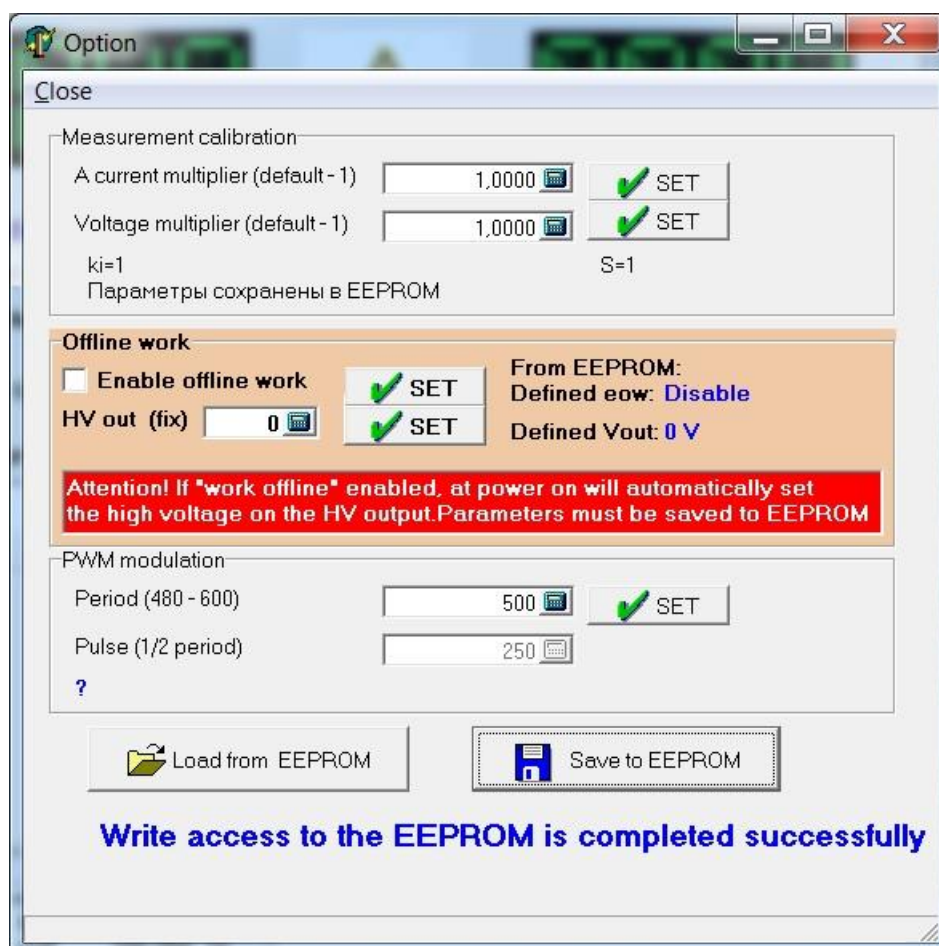 Option
Close
Measurement calibration
A current multiplier (default - 1) 1,0000 SET
Voltage multiplier (default - 1) 1,0000 SET
ki=1 S=1
Параметры сохранены в EEPROM
Offline work
Enable offline work SET
HV out (fix) 0 SET
From EEPROM:
Defined eow: Disable
Defined Vout: 0 V
Attention! If "work offline" enabled, at power on will automatically set
the high voltage on the HV output.Parameters must be saved to EEPROM
PWM modulation
Period (480 - 600) 500 SET
Pulse (1/2 period) 250
?
Load from EEPROM Save to EEPROM
Write access to the EEPROM is completed successfully